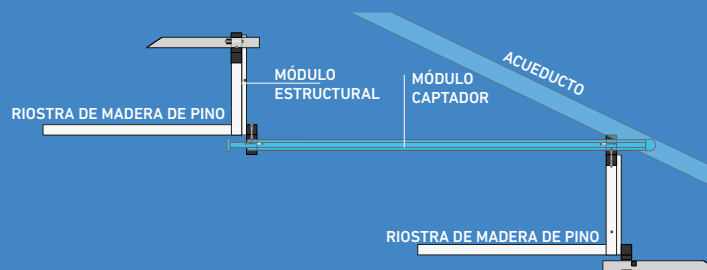 ACUEDUCTO
MÓDULO
ESTRUCTURAL
MÓDULO
CAPTADOR
RIOSTRA DE MADERA DE PINO
RIOSTRA DE MADERA DE PINO